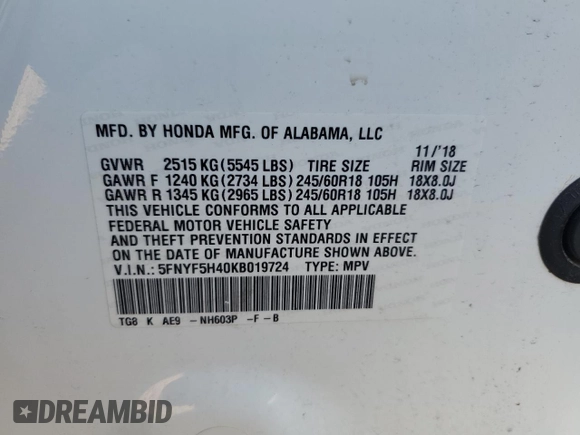 MFD. BY HONDA MFG. OF ALABAMA, LLC
11/'18
GVWR 2515 KG(5545 LBS) TIRE SIZE RIM SIZE
GAWR F 1240 KG(2734 LBS) 245/60R18 105H 18X8.0J
GAWR R 1345 KG(2965 LBS) 245/60R18 105H 18X8.0J
THIS VEHICLE CONFORMS TO ALL APPLICABLE
FEDERAL MOTOR VEHICLE SAFETY
AND THEFT PREVENTION STANDARDS IN EFFECT
ON THE DATE OF MANUFACTURE SHOWN ABOVE.
V.I.N.: 5FNYF5H40KB019724 TYPE: MPV
TG8 K AE9 -NH603P -F-B
DREAMBID